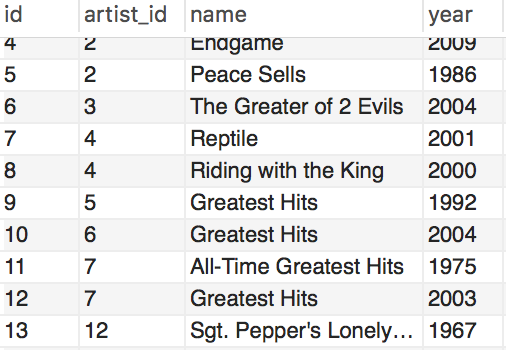 id artist_id name year
4 2 Endgame 2009
5 2 Peace Sells 1986
6 3 The Greater of 2 Evils 2004
7 4 Reptile 2001
8 4 Riding with the King 2000
9 5 Greatest Hits 1992
10 6 Greatest Hits 2004
11 7 All-Time Greatest Hits 1975
12 7 Greatest Hits 2003
13 12 Sgt. Pepper's Lonely... 1967